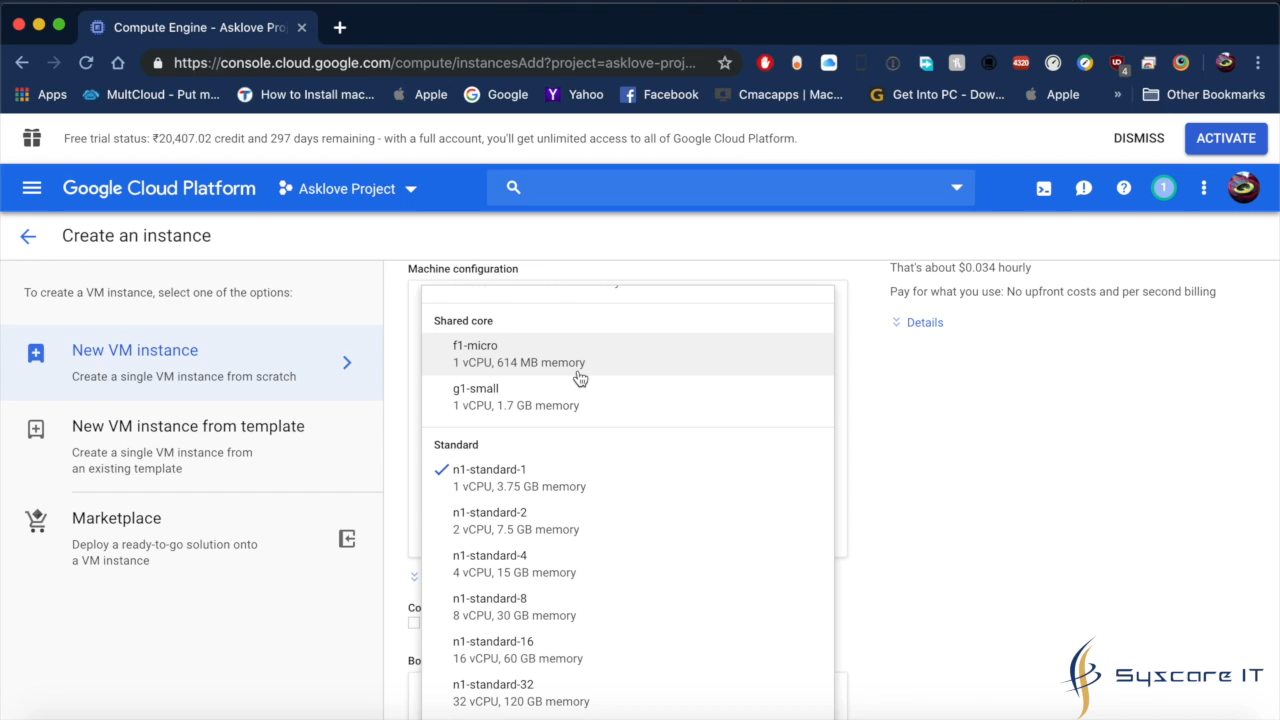 Compute Engine - Asklove Proj
https://console.cloud.google.com/compute/instancesAdd?project=asklove-proj...
4320
4
Apps
MultCloud - Put m...
How to Install mac...
Apple
Google
Yahoo
Facebook
Cmacapps | Mac...
Get Into PC - Dow...
Apple
»
Other Bookmarks
Free trial status: ₹20,407.02 credit and 297 days remaining - with a full account, you'll get unlimited access to all of Google Cloud Platform.
DISMISS
ACTIVATE
Google Cloud Platform
Asklove Project
1
Create an instance
To create a VM instance, select one of the options:
New VM instance
Create a single VM instance from scratch
New VM instance from template
Create a single VM instance from
an existing template
Marketplace
Deploy a ready-to-go solution onto
a VM instance
Machine configuration
Shared core
f1-micro
1 vCPU, 614 MB memory
g1-small
1 vCPU, 1.7 GB memory
Standard
n1-standard-1
1 vCPU, 3.75 GB memory
n1-standard-2
2 vCPU, 7.5 GB memory
n1-standard-4
4 vCPU, 15 GB memory
n1-standard-8
8 vCPU, 30 GB memory
n1-standard-16
16 vCPU, 60 GB memory
n1-standard-32
32 vCPU, 120 GB memory
Co
Bo
That's about $0.034 hourly
Pay for what you use: No upfront costs and per second billing
Details
Syscare IT